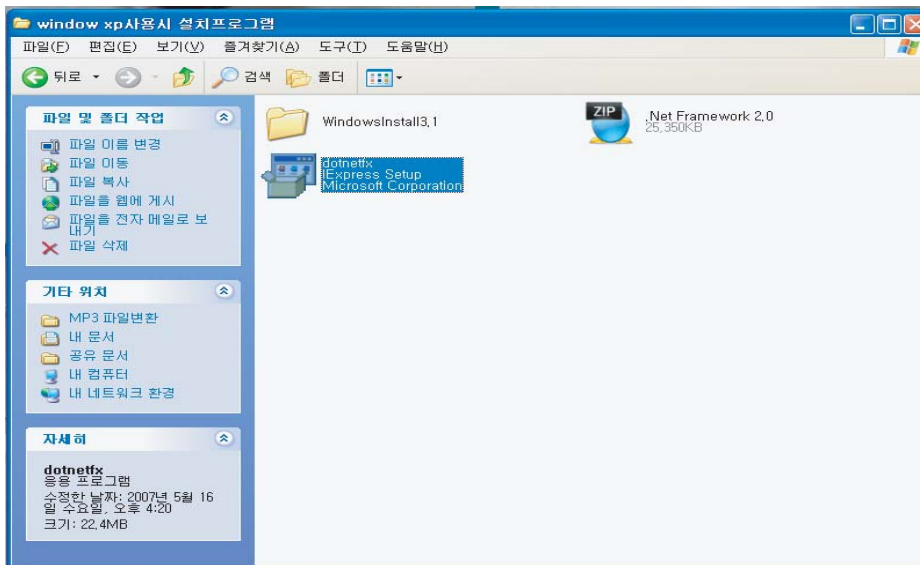 window xp사용시 설치프로그램
파일(F) 편집(E) 보기(V) 즐겨찾기(A) 도구(T) 도움말(H)
뒤로 검색 폴더
파일 및 폴더 작업
파일 이름 변경
파일 이동
파일 복사
파일을 웹에 게시
파일을 전자 메일로 보
내기
파일 삭제
기타 위치
MP3 파일변환
내 문서
공유 문서
내 컴퓨터
내 네트워크 환경
자세히
dotnetfx
응용 프로그램
수정한 날짜: 2007년 5월 16
일 수요일, 오후 4:20
크기: 22,4MB
WindowsInstall3,1
ZIP
,Net Framework 2,0
25,350KB
dotnetfx
IExpress Setup
Microsoft Corporation